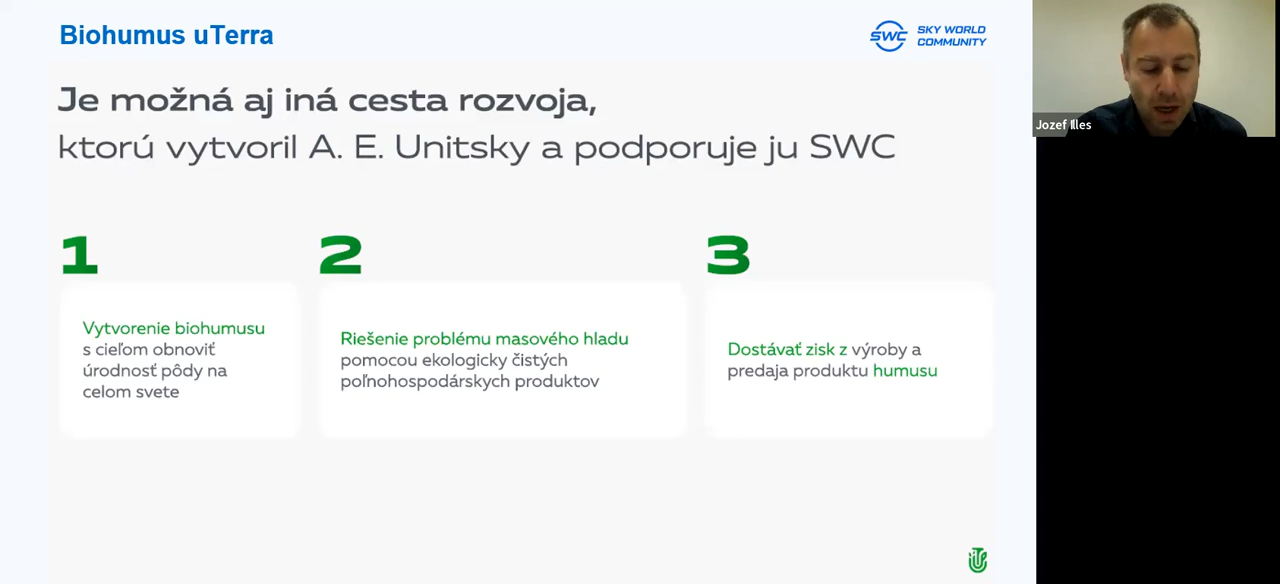 Biohumus uTerra
SWC SKY WORLD
COMMUNITY
Je možná aj iná cesta rozvoja,
ktorú vytvoril A. E. Unitsky a podporuje ju SWC
1
Vytvorenie biohumusu
s cieľom obnoviť
úrodnosť pôdy na
celom svete
2
Riešenie problému masového hladu
pomocou ekologicky čistých
poľnohospodárskych produktov
3
Dostávať zisk z výroby a
predaja produktu humusu
Jozef Illes